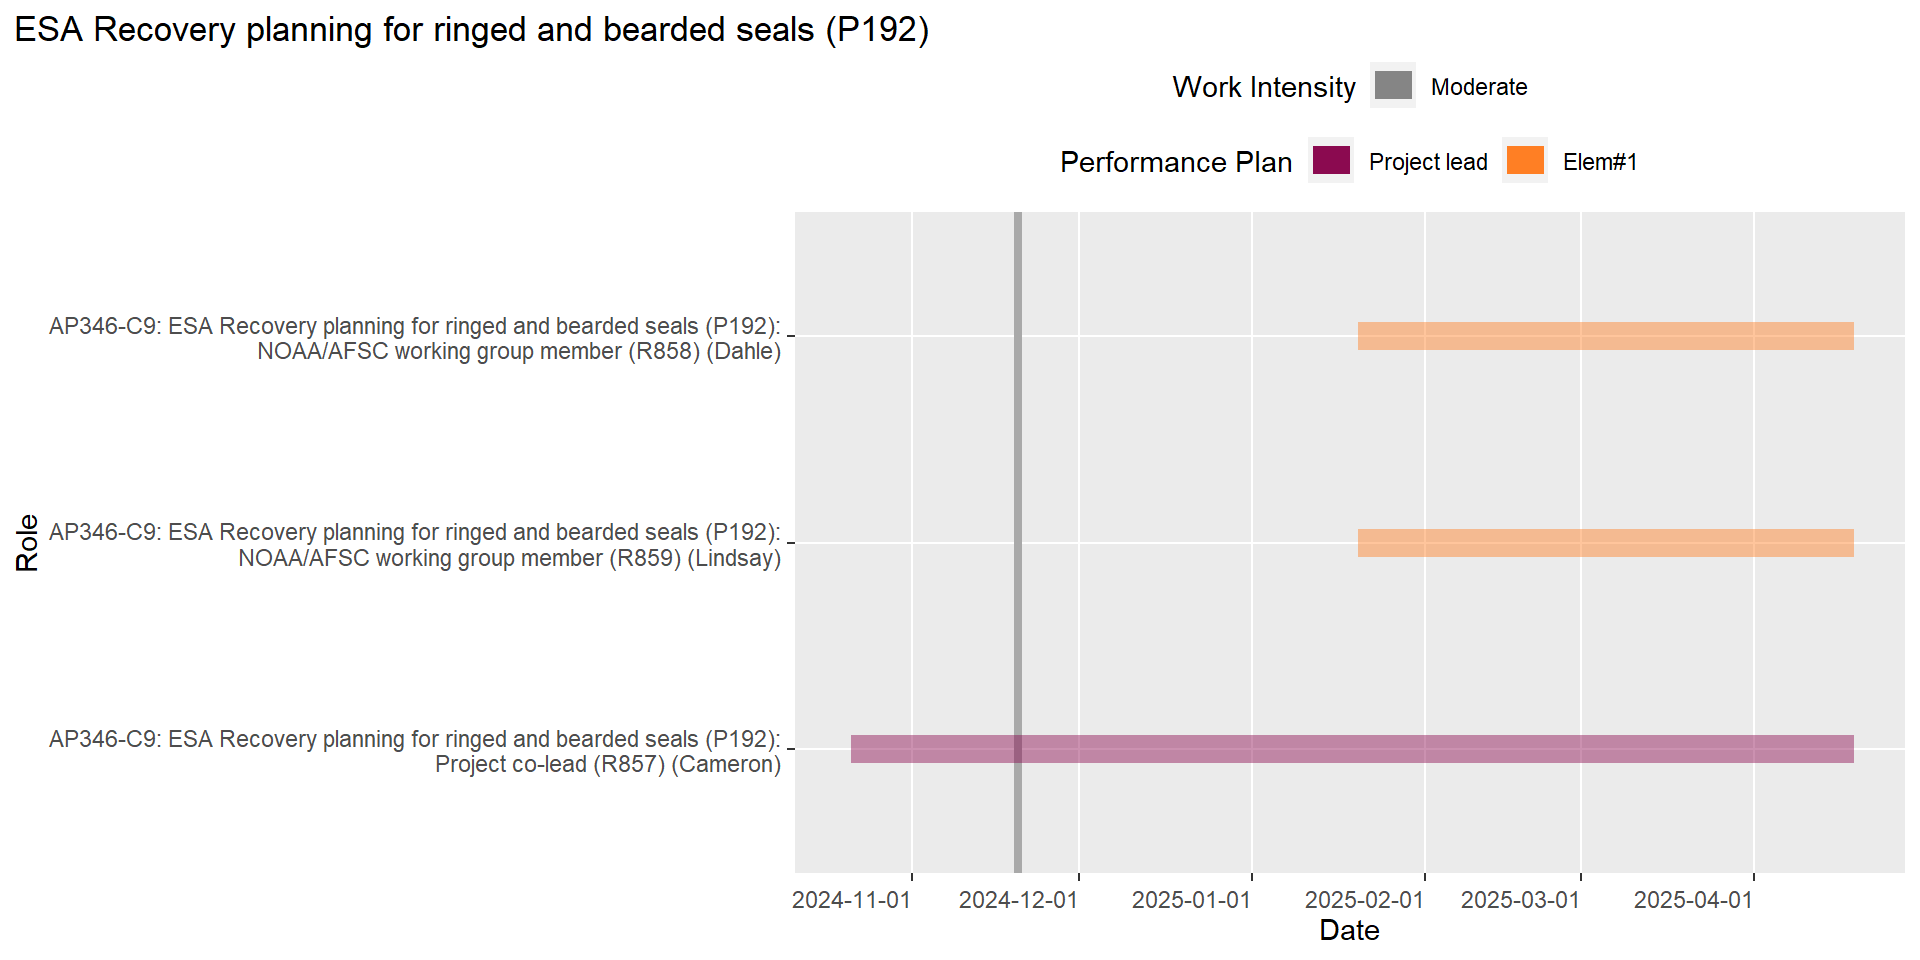 ESA Recovery planning for ringed and bearded seals (P192)
Work Intensity Moderate
Performance Plan Project lead Elem#1
AP346-C9: ESA Recovery planning for ringed and bearded seals (P192):
NOAA/AFSC working group member (R858) (Dahle)
AP346-C9: ESA Recovery planning for ringed and bearded seals (P192):
NOAA/AFSC working group member (R859) (Lindsay)
AP346-C9: ESA Recovery planning for ringed and bearded seals (P192):
Project co-lead (R857) (Cameron)
Role
2024-11-01 2024-12-01 2025-01-01 2025-02-01 2025-03-01 2025-04-01
Date